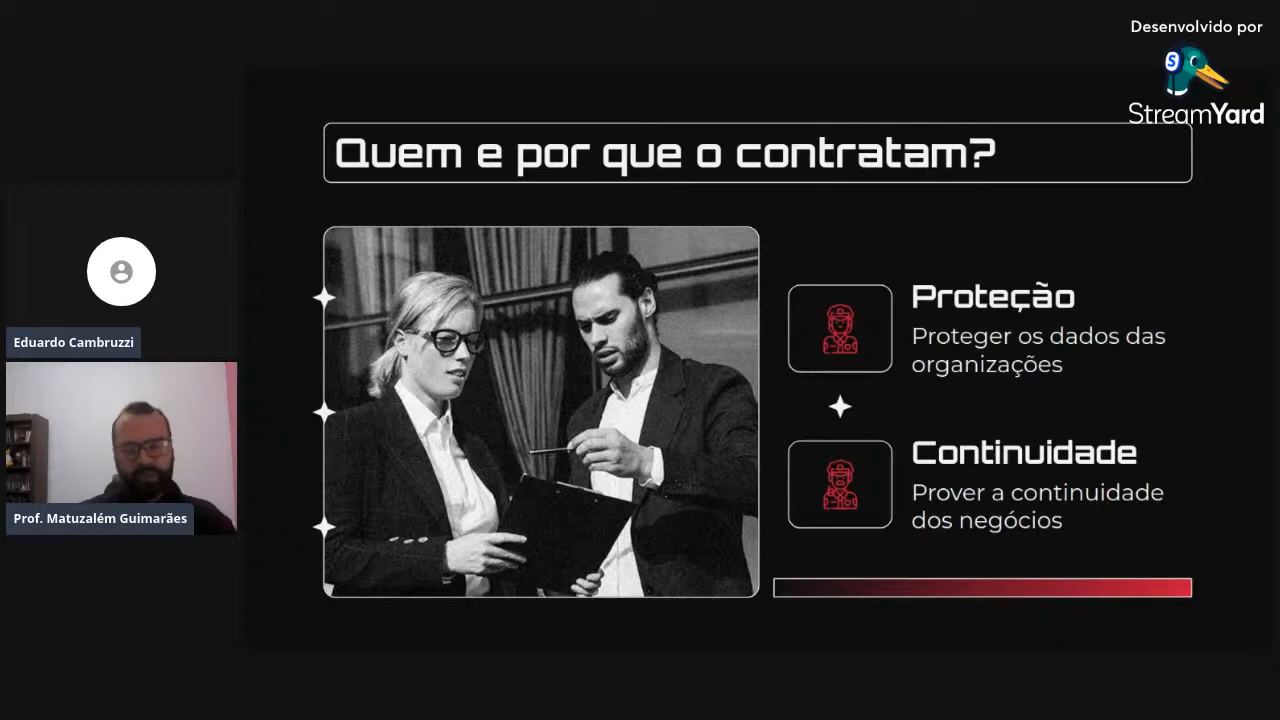 Desenvolvido por
StreamYard
Quem e por que o contratam?
Proteção
Proteger os dados das
organizações
Continuidade
Prover a continuidade
dos negócios
Eduardo Cambruzzi
Prof. Matuzalém Guimarães